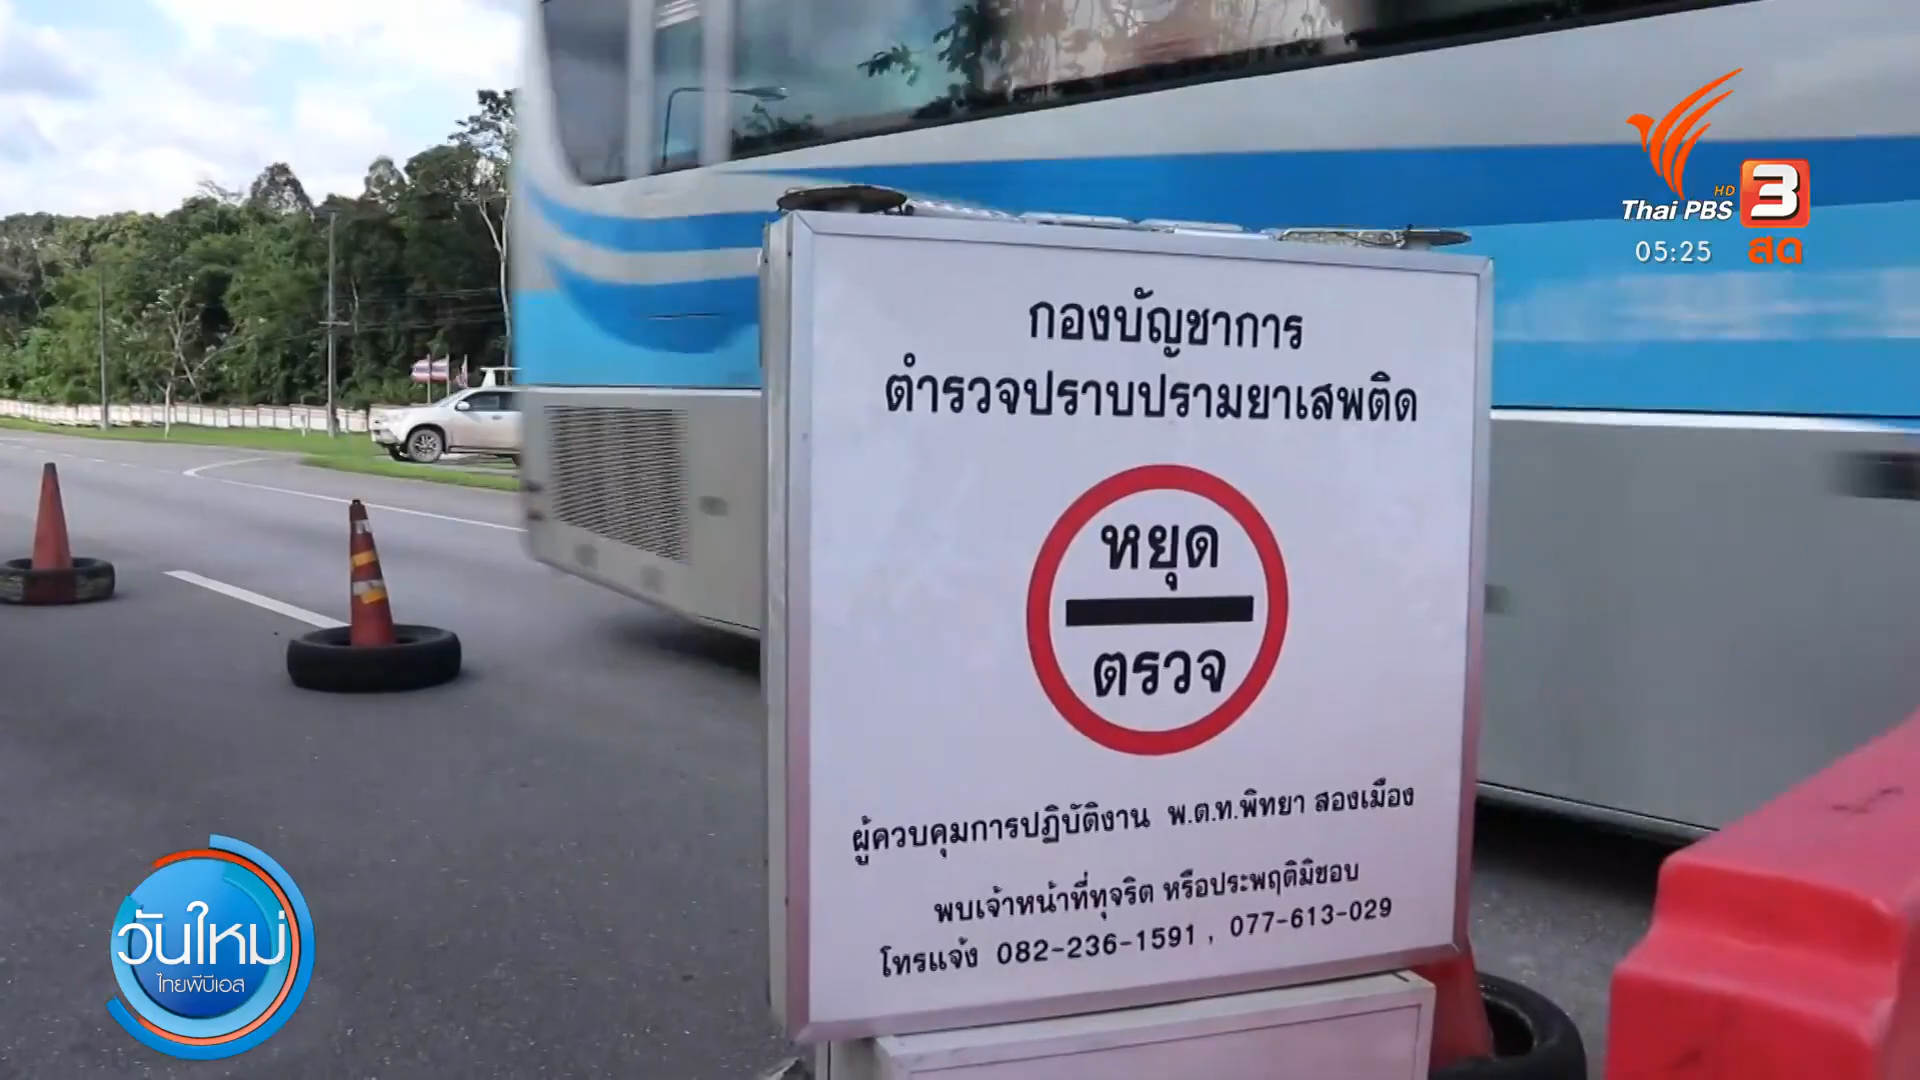 HD
Thai PBS 3
05:25 สด
กองบัญชาการ
ตำรวจปราบปรามยาเสพติด
หยุด
ตรวจ
ผู้ควบคุมการปฏิบัติงาน พ.ต.ท.พิทยา สองเมือง
พบเจ้าหน้าที่ทุจริต หรือประพฤติมิชอบ
โทรแจ้ง 082-236-1591 , 077-613-029
วันใหม่
ไทยพีบีเอส